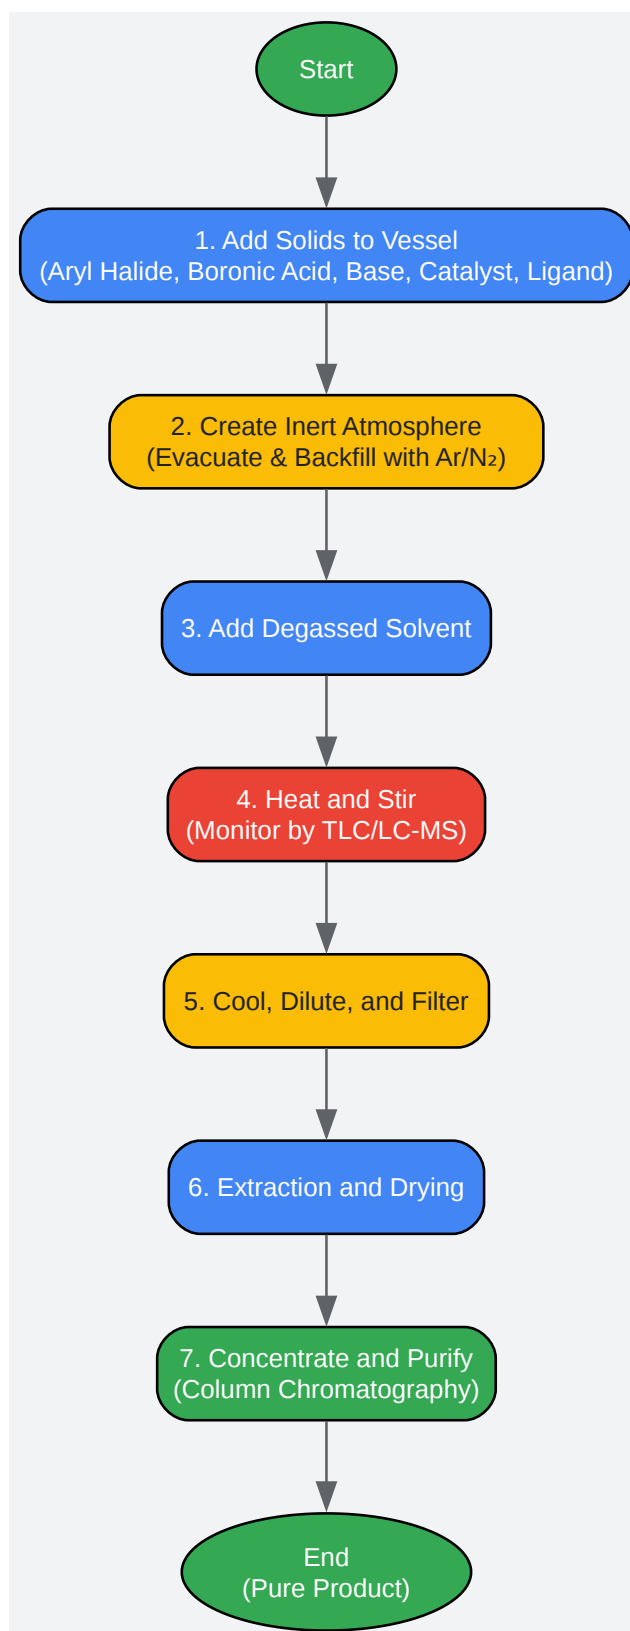 Start
1. Add Solids to Vessel
(Aryl Halide, Boronic Acid, Base, Catalyst, Ligand)
2. Create Inert Atmosphere
(Evacuate & Backfill with Ar/N₂)
3. Add Degassed Solvent
4. Heat and Stir
(Monitor by TLC/LC-MS)
5. Cool, Dilute, and Filter
6. Extraction and Drying
7. Concentrate and Purify
(Column Chromatography)
End
(Pure Product)